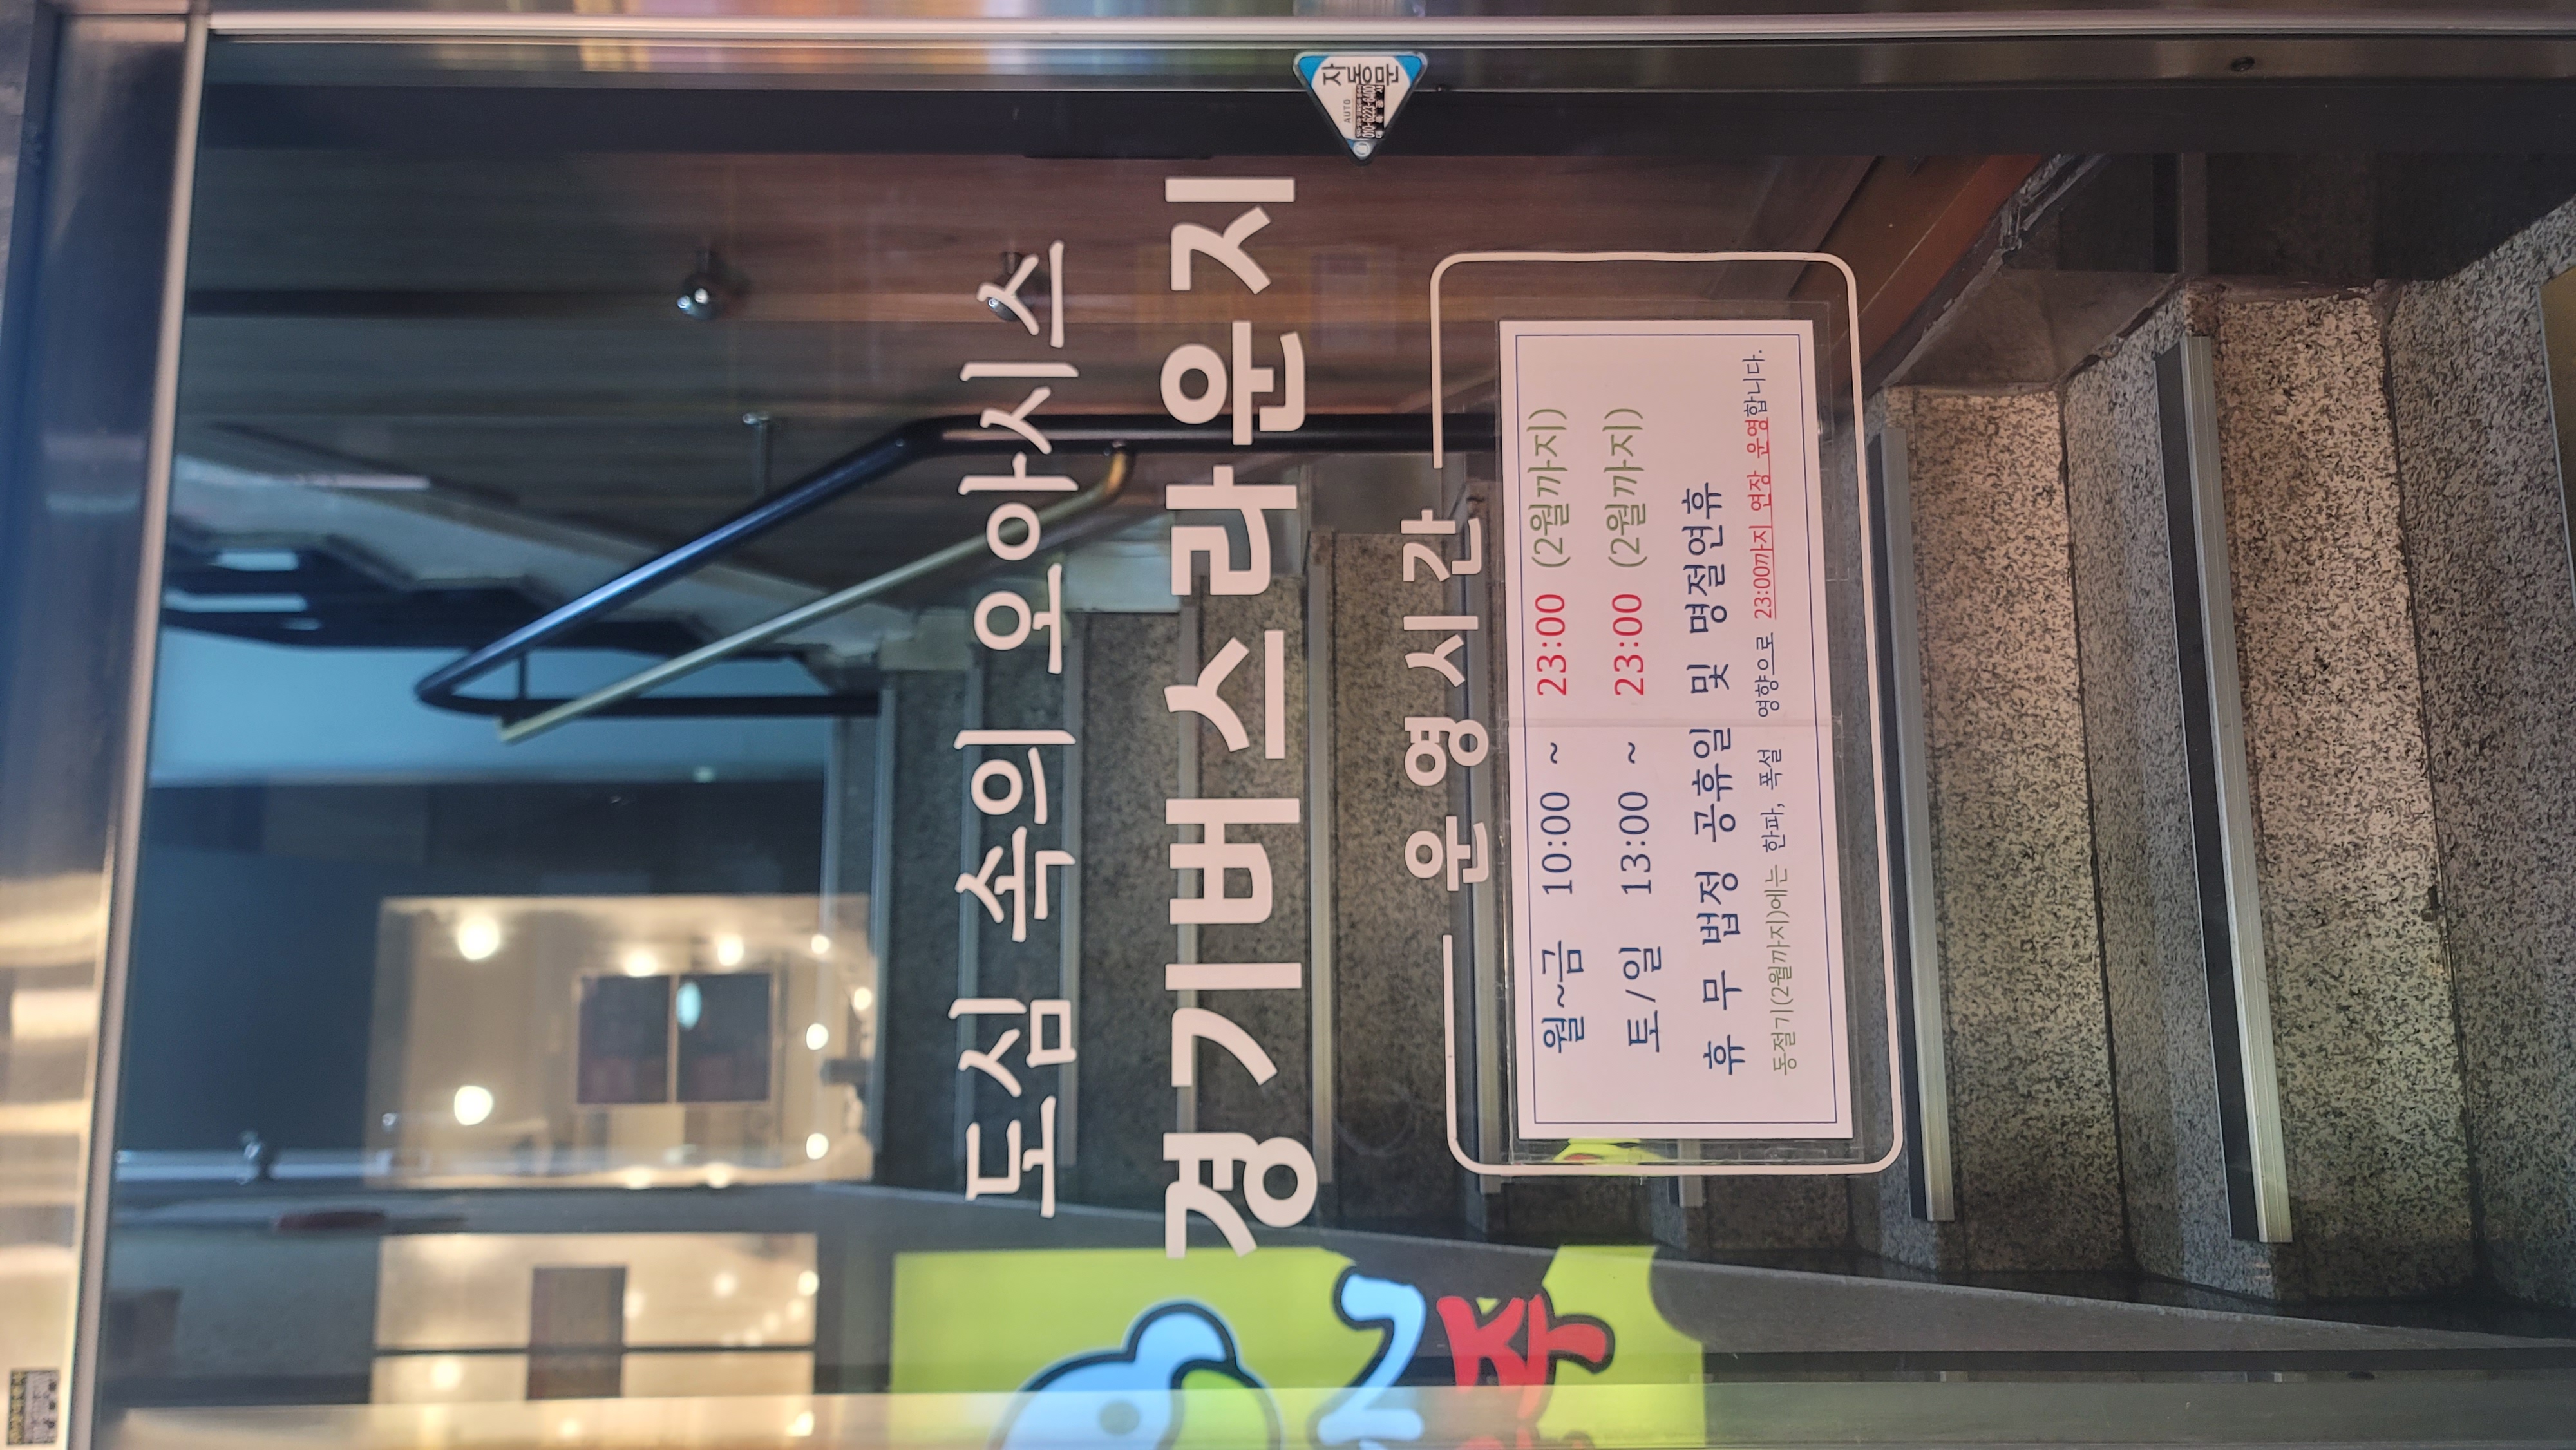 자동문
AUTO
도심 속의 오아시스
경기버스라운지
운영시간
월~금 10:00 ~ 23:00 (2월까지)
토/일 13:00 ~ 23:00 (2월까지)
휴 무 법정 공휴일 및 명절연휴
동절기(2월까지)에는 한파, 폭설 영향으로 23:00까지 연장 운영합니다.